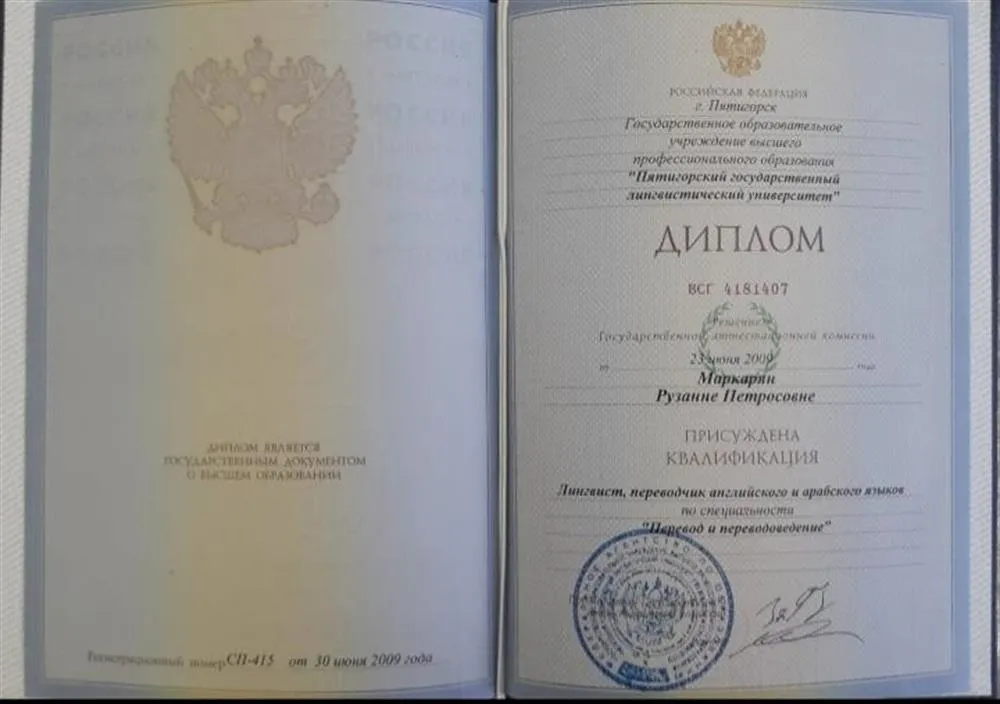 ДИПЛОМ ЯВЛЯЕТСЯ
ГОСУДАРСТВЕННЫМ ДОКУМЕНТОМ
О ВЫСШЕМ ОБРАЗОВАНИИ
Регистрационный номер СП-415 от 30 июня 2009 года
РОССИЙСКАЯ ФЕДЕРАЦИЯ
г. Пятигорск
Государственное образовательное
учреждение высшего
профессионального образования
"Пятигорский государственный
лингвистический университет"
ДИПЛОМ
ВСГ 4181407
Решением
Государственной аттестационной комиссии
от 23 июня 2009 года
Маркарян
Рузанне Петросовне
ПРИСУЖДЕНА
КВАЛИФИКАЦИЯ
Лингвист, переводчик английского и арабского языков
по специальности
"Перевод и переводоведение"